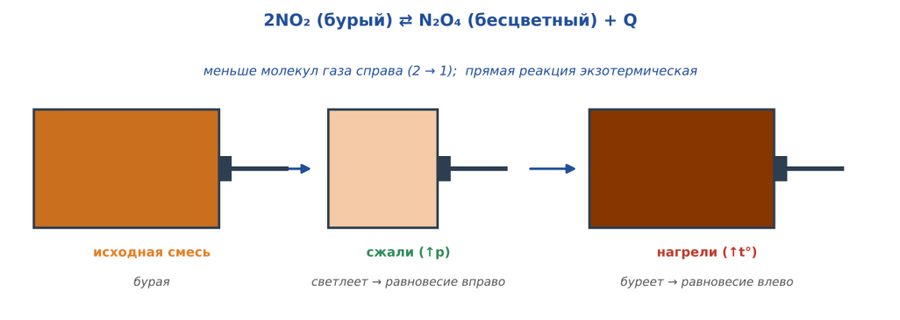 2NO₂ (бурый) ⇄ N₂O₄ (бесцветный) + Q
меньше молекул газа справа (2 → 1); прямая реакция экзотермическая
исходная смесь
сжали (↑p)
нагрели (↑t°)
бурая
светлеет → равновесие вправо
буреет → равновесие влево